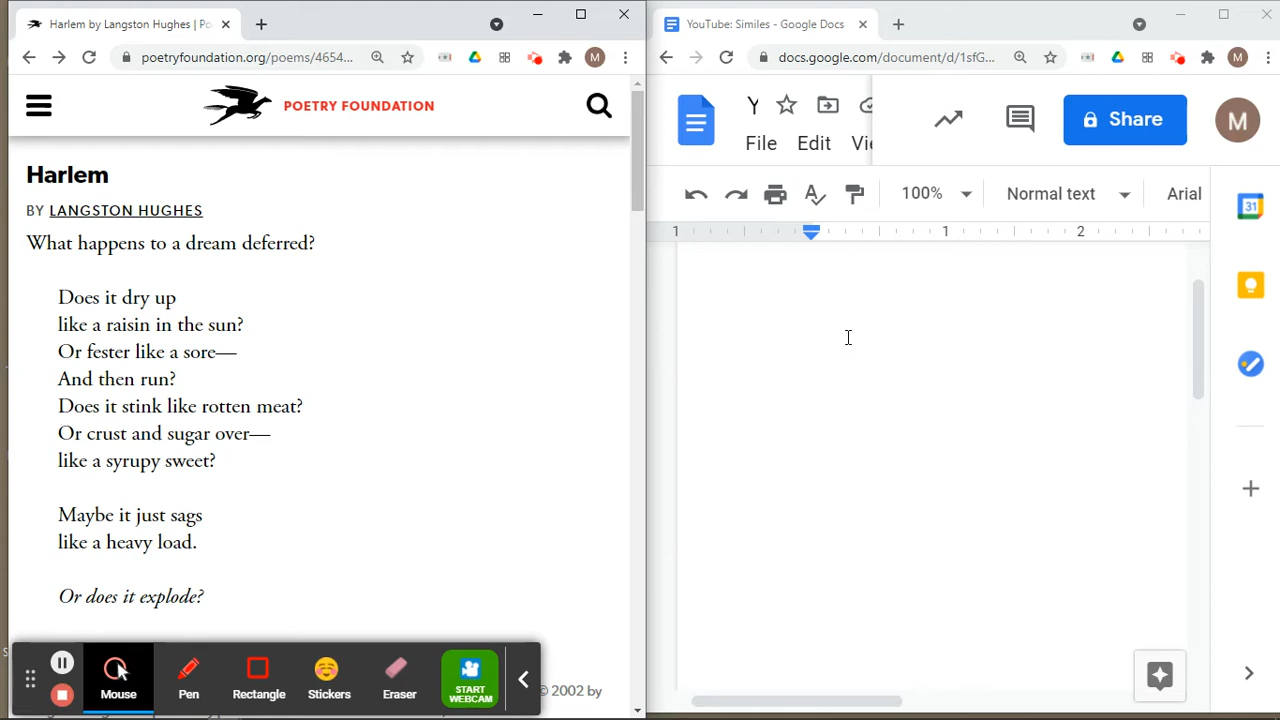 Harlem by Langston Hughes | Po
poetryfoundation.org/poems/4654...
POETRY FOUNDATION
Harlem
BY LANGSTON HUGHES
What happens to a dream deferred?
Does it dry up
like a raisin in the sun?
Or fester like a sore—
And then run?
Does it stink like rotten meat?
Or crust and sugar over—
like a syrupy sweet?
Maybe it just sags
like a heavy load.
Or does it explode?
© 2002 by
Mouse
Pen
Rectangle
Stickers
Eraser
START
WEBCAM
YouTube: Similes - Google Docs
docs.google.com/document/d/1sfG...
M
M
Y
File Edit Vie
Share
M
100% Normal text Arial
1 1 2
31